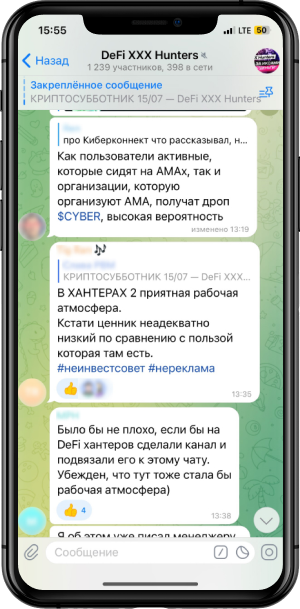 15:55
LTE 50
Назад
DeFi XXX Hunters
1 239 участников, 398 в сети
Закреплённое сообщение
КРИПТОСУББОТНИК 15/07 — DeFi XXX Hunters
про Киберконнект что рассказывал, н...
Как пользователи активные,
которые сидят на АМАх, так и
организации, которую
организуют АМА, получат дроп
$CYBER, высокая вероятность
изменено 13:19
КРИПТОСУББОТНИК 15/07 — DeFi XXX...
В ХАНТЕРАХ 2 приятная рабочая
атмосфера.
Кстати ценник неадекватно
низкий по сравнению с пользой
которая там есть.
#неинвестсовет #нереклама
13:35
Было бы не плохо, если бы на
DeFi хантеров сделали канал и
подвязали его к этому чату.
Убежден, что тут тоже стала бы
рабочая атмосфера)
4
13:38
Я об этом уже писал менеджеру
Сообщение